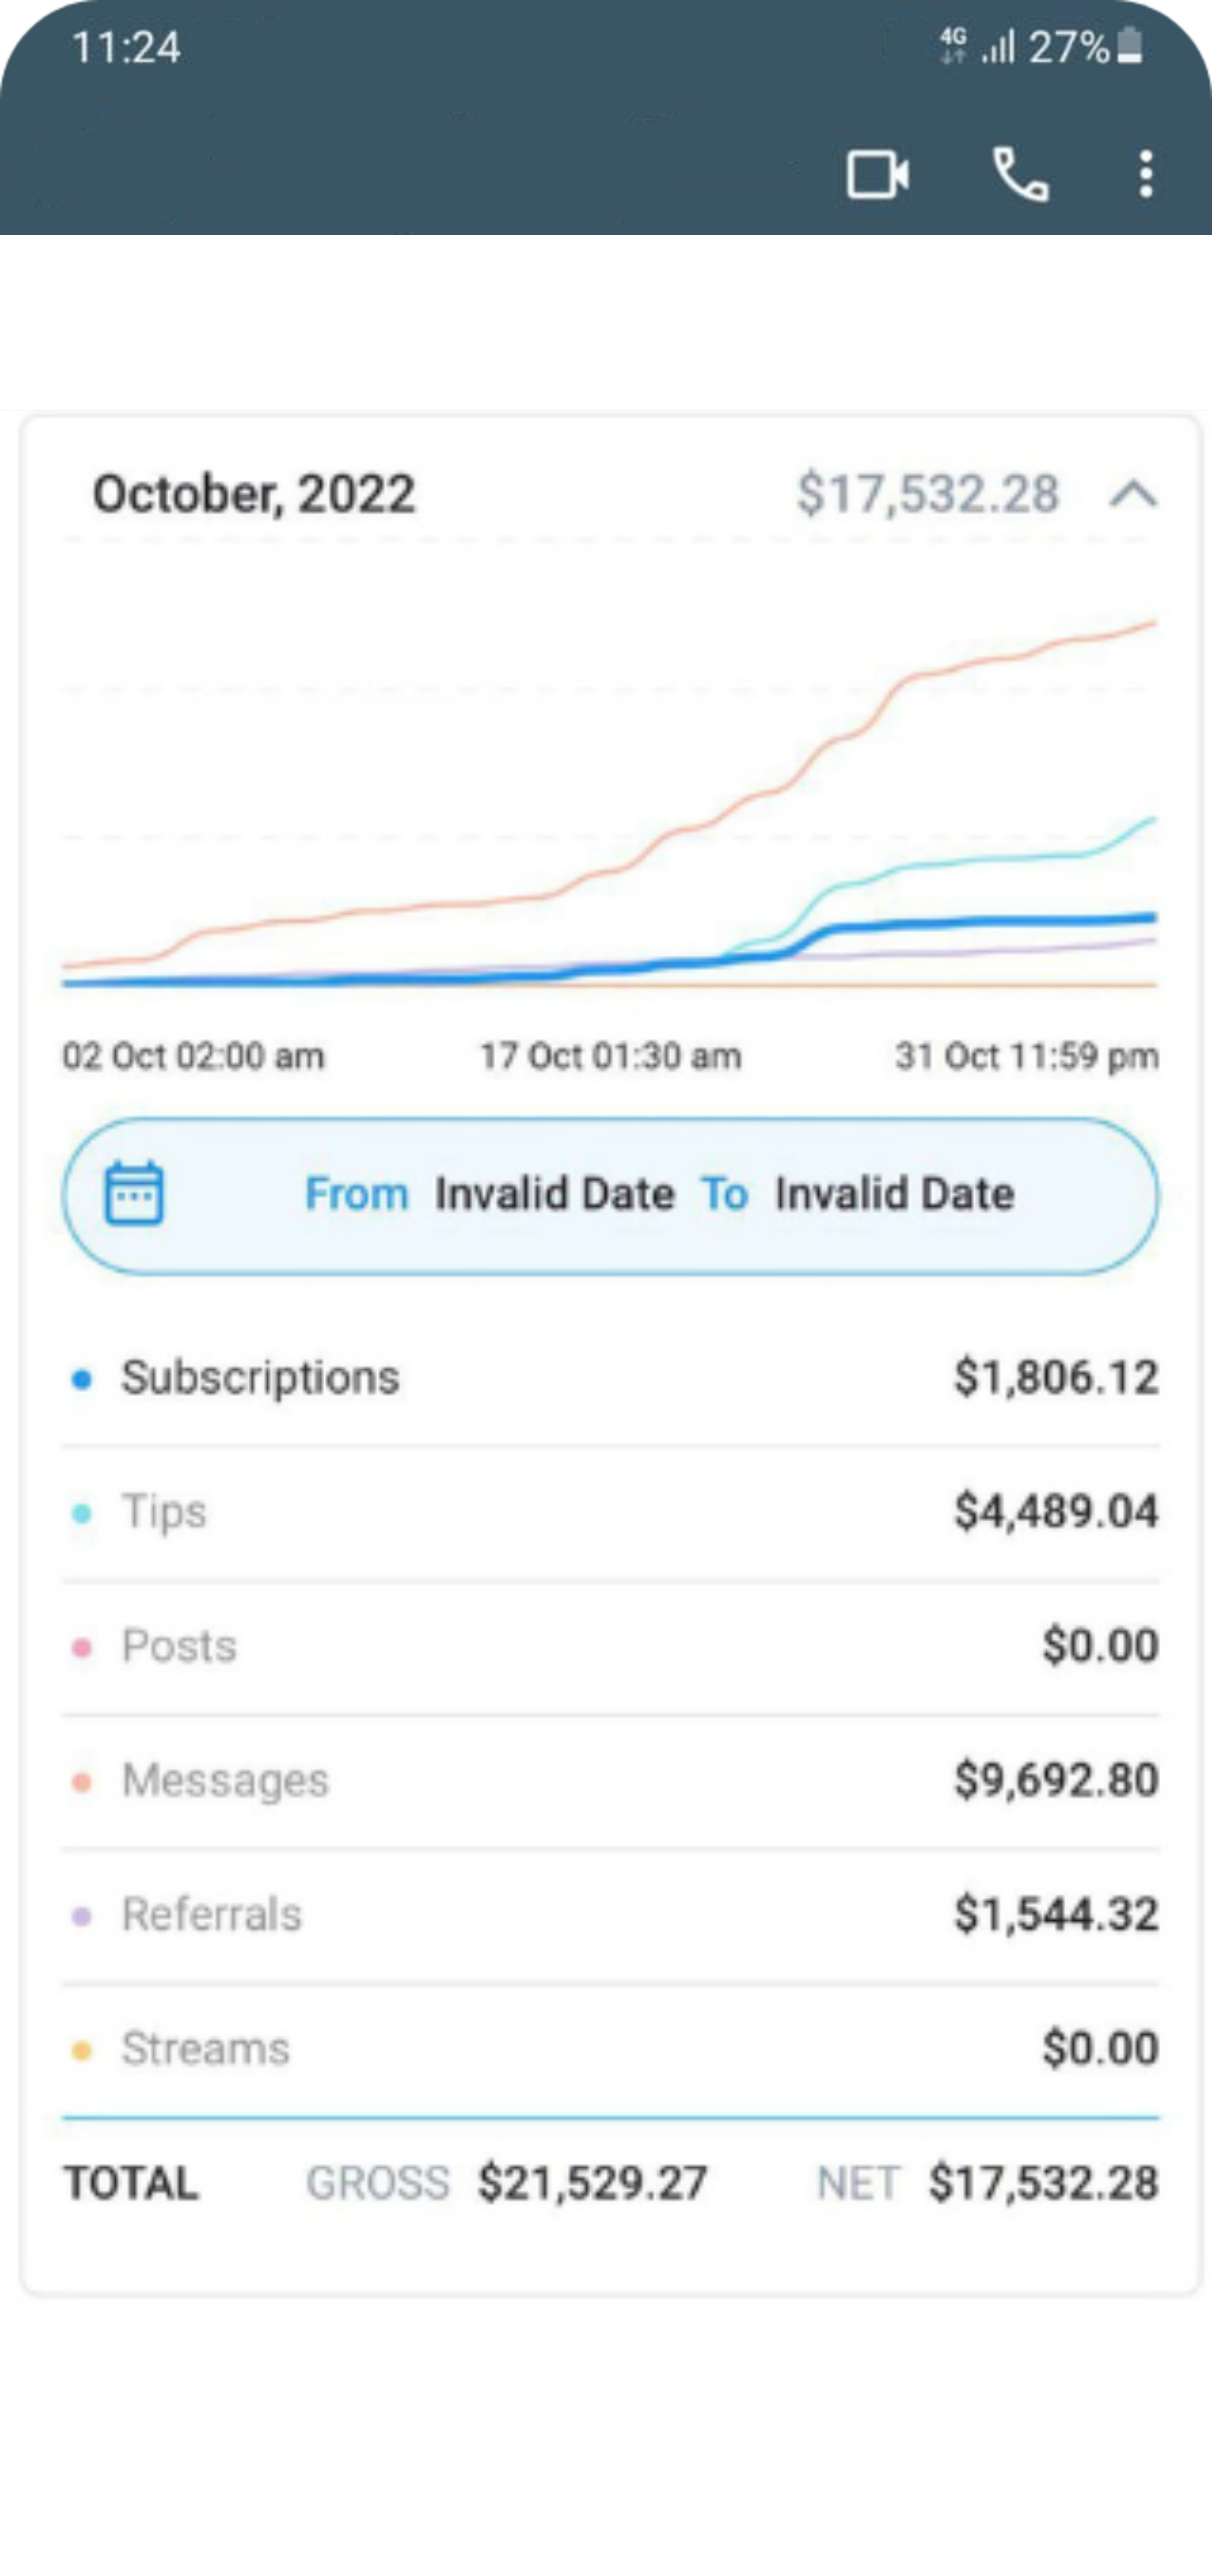 11:24 4G 27%
October, 2022 $17,532.28
02 Oct 02:00 am 17 Oct 01:30 am 31 Oct 11:59 pm
From Invalid Date To Invalid Date
Subscriptions $1,806.12
Tips $4,489.04
Posts $0.00
Messages $9,692.80
Referrals $1,544.32
Streams $0.00
TOTAL GROSS $21,529.27 NET $17,532.28